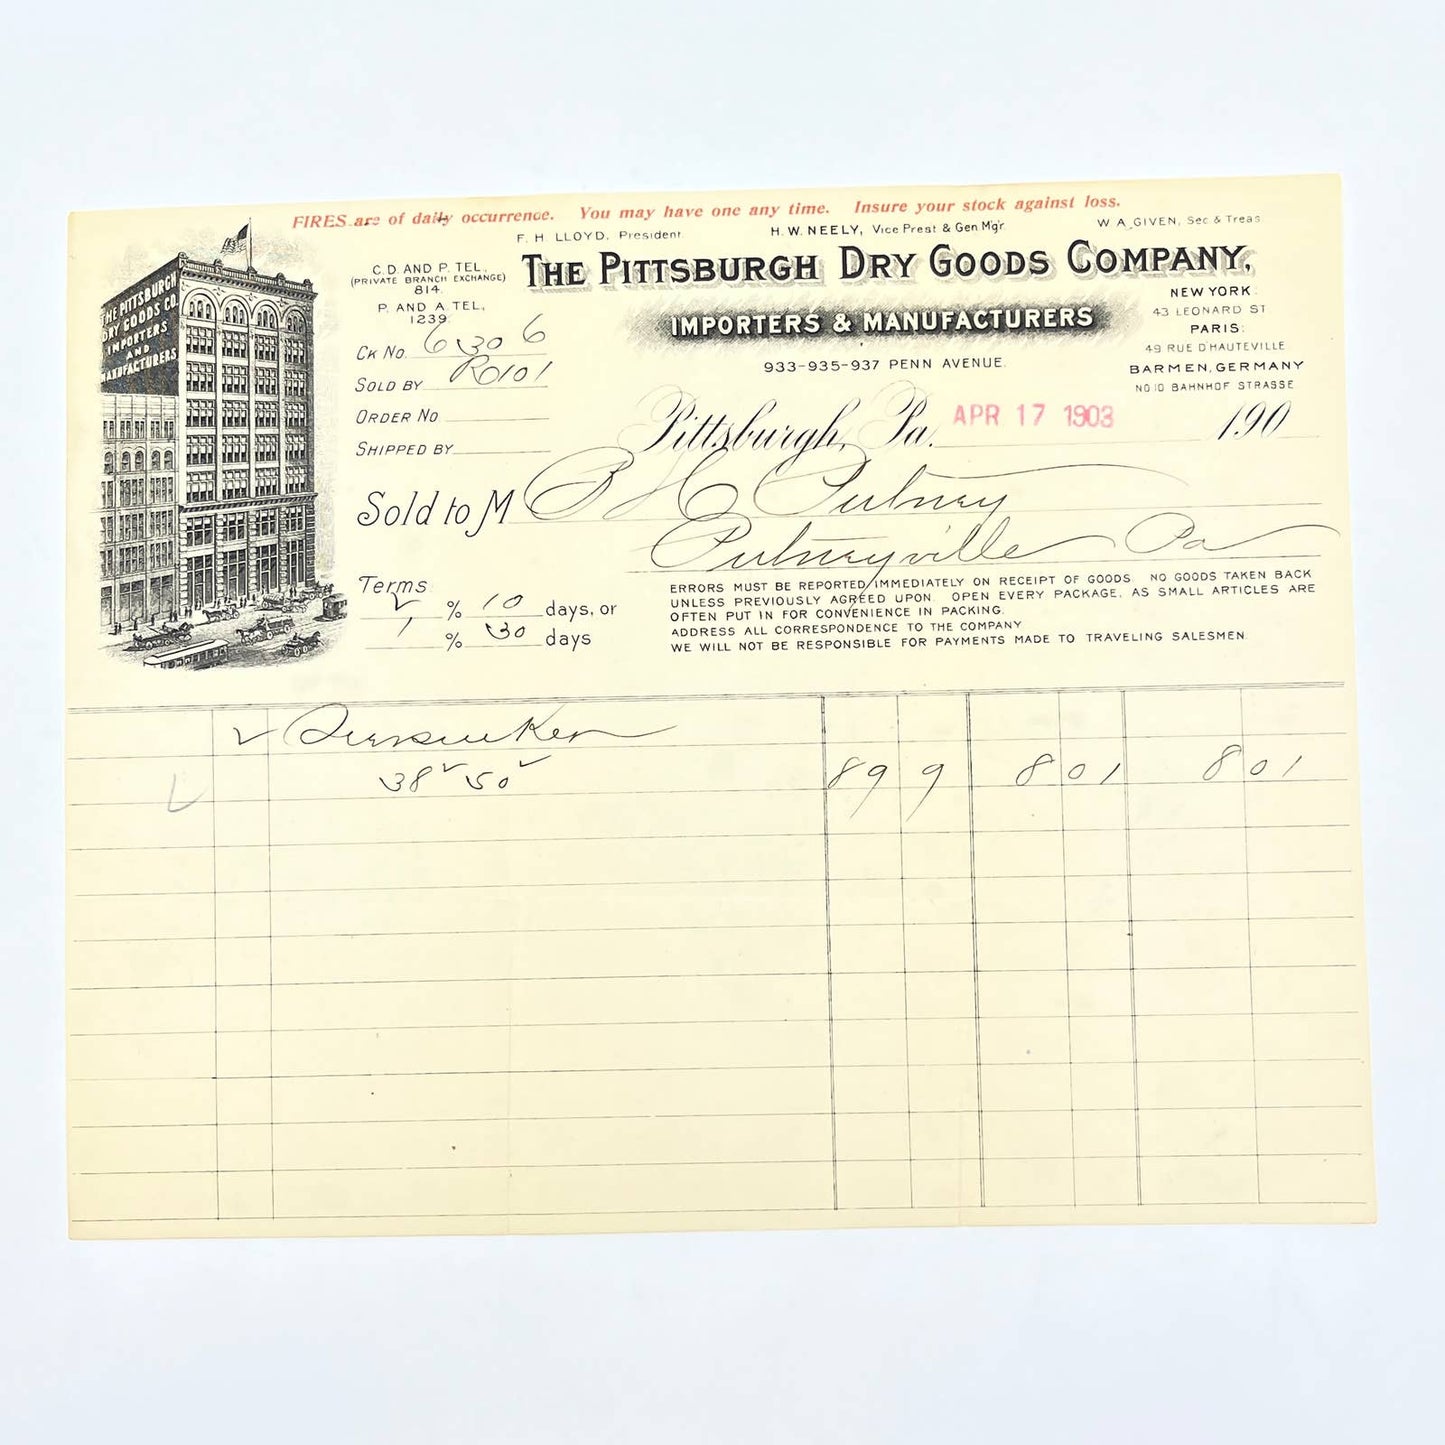 FIRES are of daily occurrence. You may have one any time. Insure your stock against loss.
F. H. LLOYD, President. H. W. NEELY, Vice Prest & Gen Mgr. W. A. GIVEN, Sec & Treas
THE PITTSBURGH DRY GOODS COMPANY,
IMPORTERS & MANUFACTURERS
933-935-937 PENN AVENUE.
NEW YORK:
43 LEONARD ST
PARIS:
49 RUE D'HAUTEVILLE
BARMEN, GERMANY
NO 10 BAHNHOF STRASSE
THE PITTSBURGH
DRY GOODS CO.
IMPORTERS
AND
MANUFACTURERS
C. D. AND P. TEL.
(PRIVATE BRANCH EXCHANGE)
814.
P. AND A. TEL,
1239.
CK NO. 6306
SOLD BY
ORDER NO
SHIPPED BY
Pittsburgh, Pa. APR 17 1903 190
Sold to M B H Putney
Putneyville Pa
Terms
2 % 10 days, or
1 % 30 days
ERRORS MUST BE REPORTED IMMEDIATELY ON RECEIPT OF GOODS. NO GOODS TAKEN BACK
UNLESS PREVIOUSLY AGREED UPON. OPEN EVERY PACKAGE, AS SMALL ARTICLES ARE
OFTEN PUT IN FOR CONVENIENCE IN PACKING.
ADDRESS ALL CORRESPONDENCE TO THE COMPANY
WE WILL NOT BE RESPONSIBLE FOR PAYMENTS MADE TO TRAVELING SALESMEN.
2
38² 50² 89 9 8 01 8 01